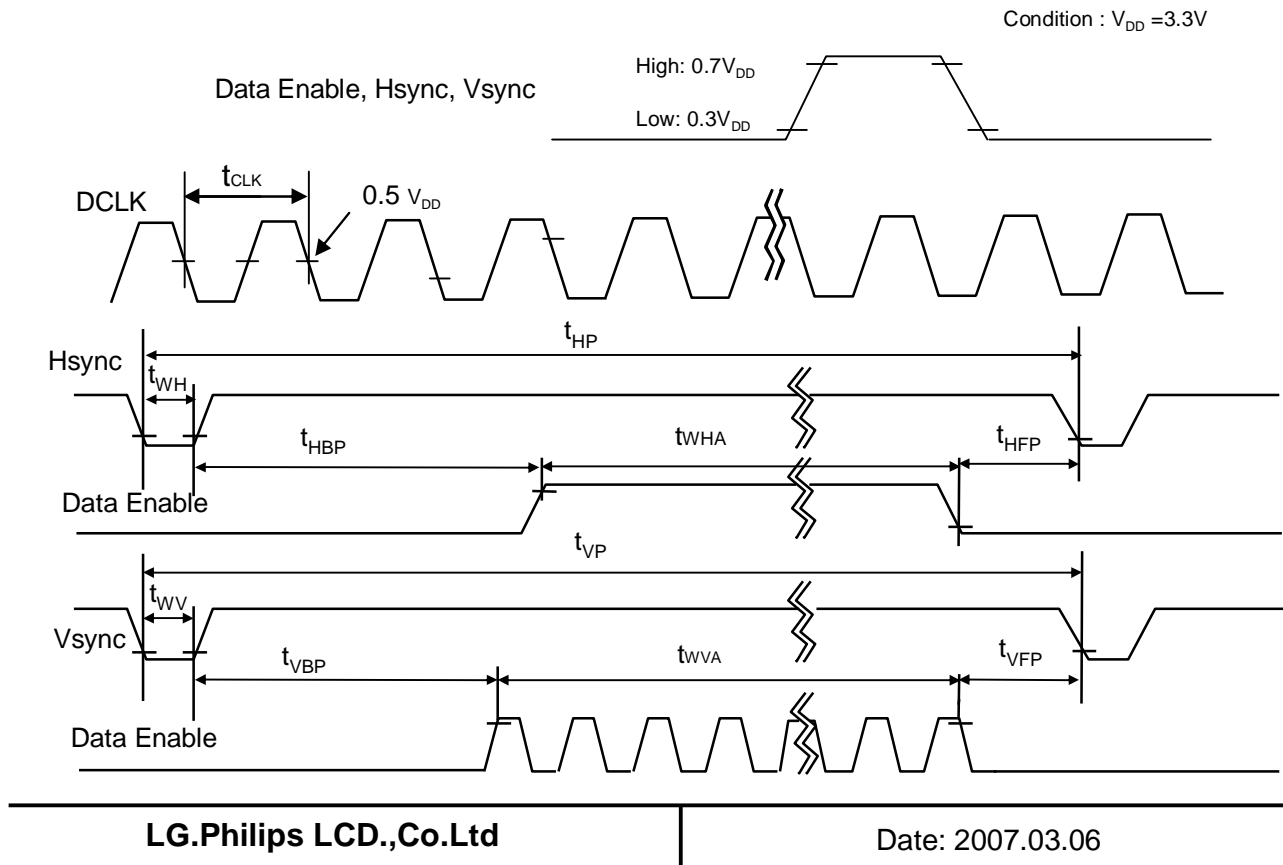 Condition : VDD =3.3V
High: 0.7VDD
Data Enable, Hsync, Vsync
Low: 0.3VDD
tCLK
DCLK
0.5 VDD
tHP
Hsync
tWH
tHBP
tWHA
tHFP
Data Enable
tVP
tWV
Vsync
tVBP
tWVA
tVFP
Data Enable
LG.Philips LCD.,Co.Ltd
Date: 2007.03.06